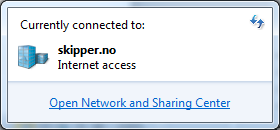 Currently connected to:
skipper.no
Internet access
Open Network and Sharing Center